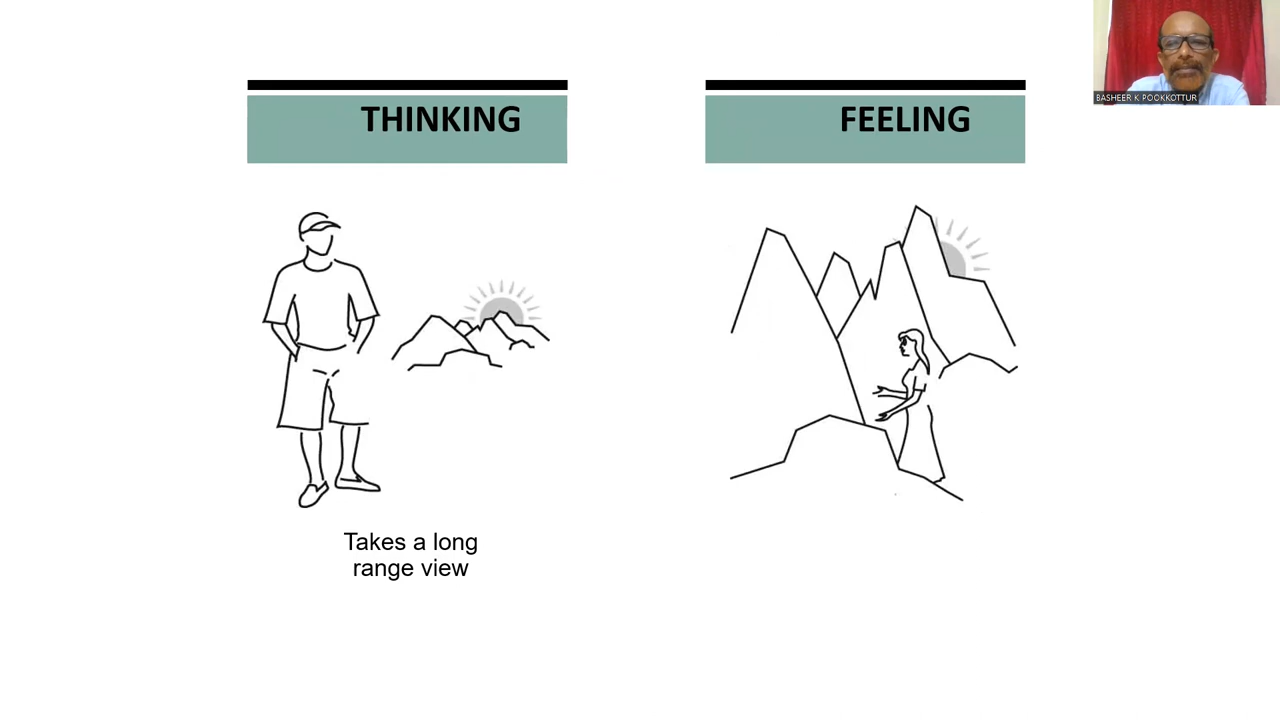 THINKING
FEELING
Takes a long
range view
BASHEER K POOKKOTTUR